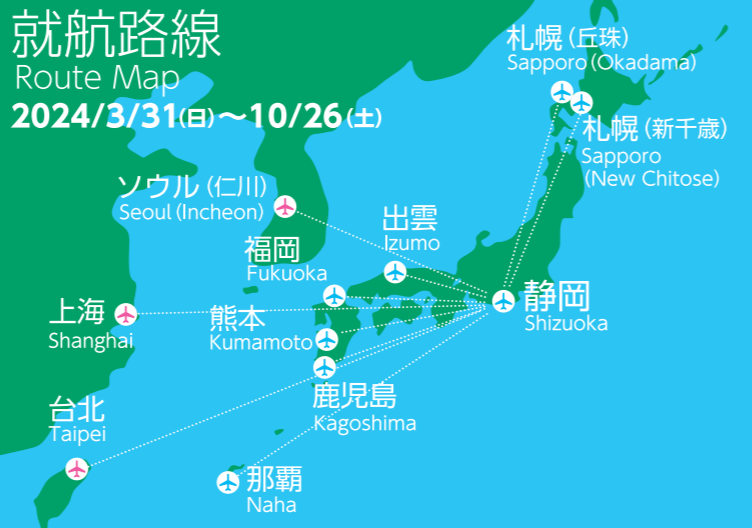 就航路線
Route Map
2024/3/31(日)～10/26(土)
札幌(丘珠)
Sapporo(Okadama)
札幌(新千歳)
Sapporo
(New Chitose)
ソウル(仁川)
Seoul(Incheon)
出雲
Izumo
福岡
Fukuoka
静岡
Shizuoka
上海
Shanghai
熊本
Kumamoto
鹿児島
Kagoshima
台北
Taipei
那覇
Naha